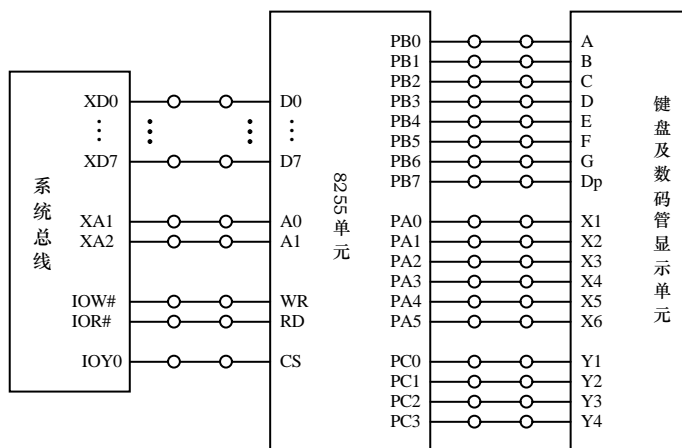 系统总线
XD0
XD7
XA1
XA2
IOW#
IOR#
IOY0
D0
D7
A0
A1
WR
RD
CS
8255单元
PB0
PB1
PB2
PB3
PB4
PB5
PB6
PB7
PA0
PA1
PA2
PA3
PA4
PA5
PC0
PC1
PC2
PC3
A
B
C
D
E
F
G
Dp
X1
X2
X3
X4
X5
X6
Y1
Y2
Y3
Y4
键盘及数码管显示单元